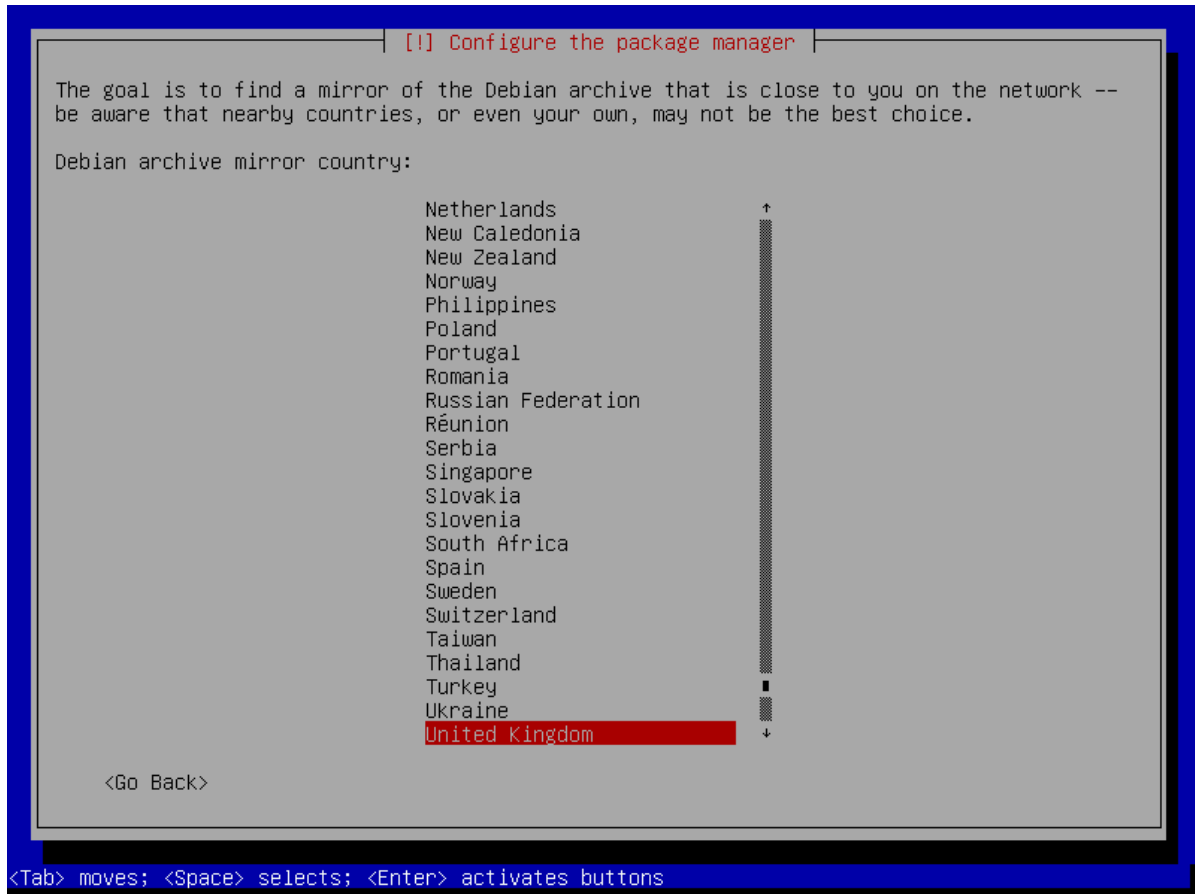 [!] Configure the package manager
The goal is to find a mirror of the Debian archive that is close to you on the network --
be aware that nearby countries, or even your own, may not be the best choice.
Debian archive mirror country:
Netherlands
New Caledonia
New Zealand
Norway
Philippines
Poland
Portugal
Romania
Russian Federation
Réunion
Serbia
Singapore
Slovakia
Slovenia
South Africa
Spain
Sweden
Switzerland
Taiwan
Thailand
Turkey
Ukraine
United Kingdom
<Go Back>
<Tab> moves; <Space> selects; <Enter> activates buttons